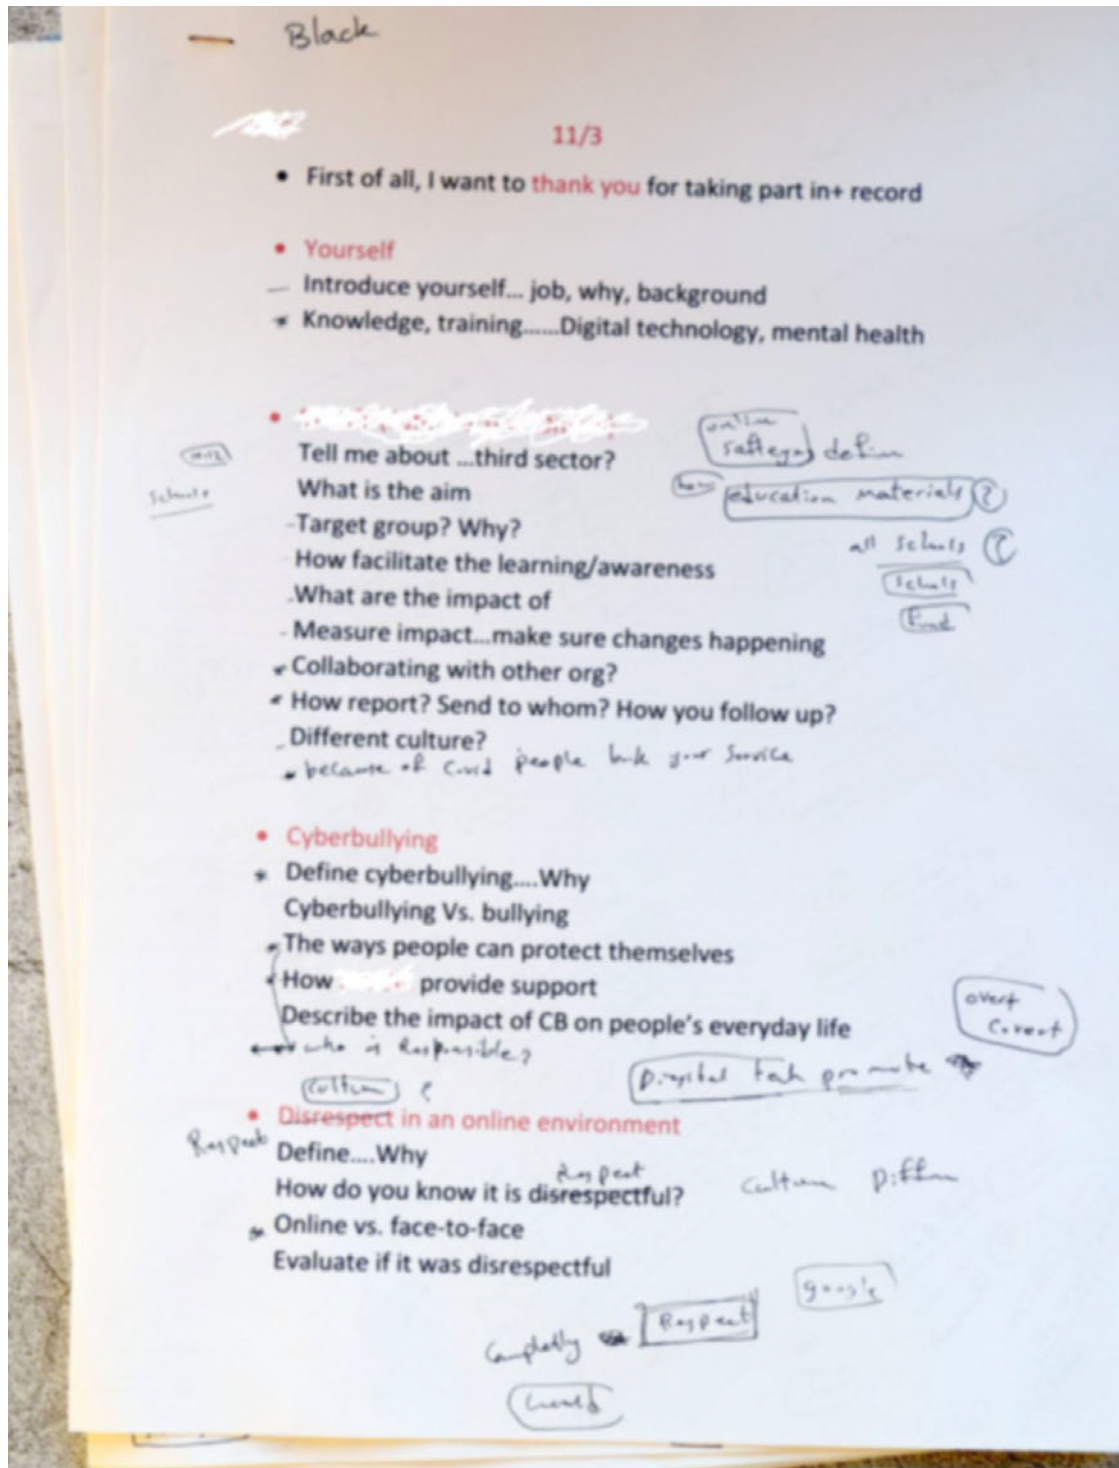 Black
11/3
• First of all, I want to thank you for taking part in+ record
• Yourself
Introduce yourself... job, why, background
Knowledge, training......Digital technology, mental health
Tell me about ...third sector?
online
define
schools
What is the aim
how education materials ?
Target group? Why?
all schools ?
How facilitate the learning/awareness
schools
What are the impact of
Fund
Measure impact...make sure changes happening
Collaborating with other org?
How report? Send to whom? How you follow up?
Different culture?
because of Covid people your Service
• Cyberbullying
Define cyberbullying....Why
Cyberbullying Vs. bullying
The ways people can protect themselves
How provide support
overt
covert
Describe the impact of CB on people's everyday life
who is Responsible?
Digital tech promote
culture ?
• Disrespect in an online environment
Respect
Define....Why
Respect
How do you know it is disrespectful?
Culture Differ
Online vs. face-to-face
Evaluate if it was disrespectful
google
Respect